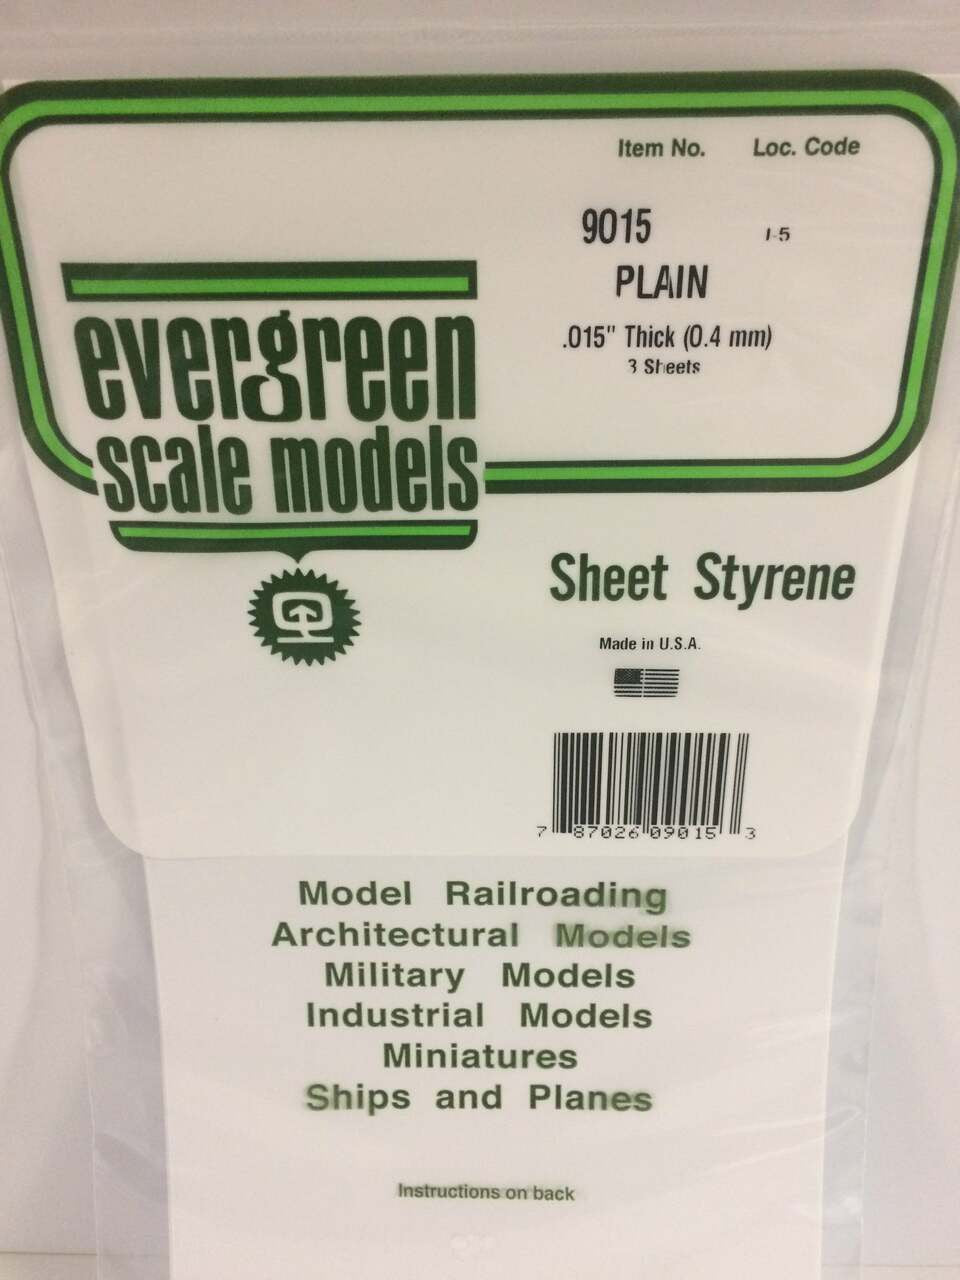 Item No. Loc. Code
9015 I-5
PLAIN
.015" Thick (0.4 mm)
3 Sheets
evergreen
scale models
Sheet Styrene
Made in U.S.A.
7 87026 09015 3
Model Railroading
Architectural Models
Military Models
Industrial Models
Miniatures
Ships and Planes
Instructions on back